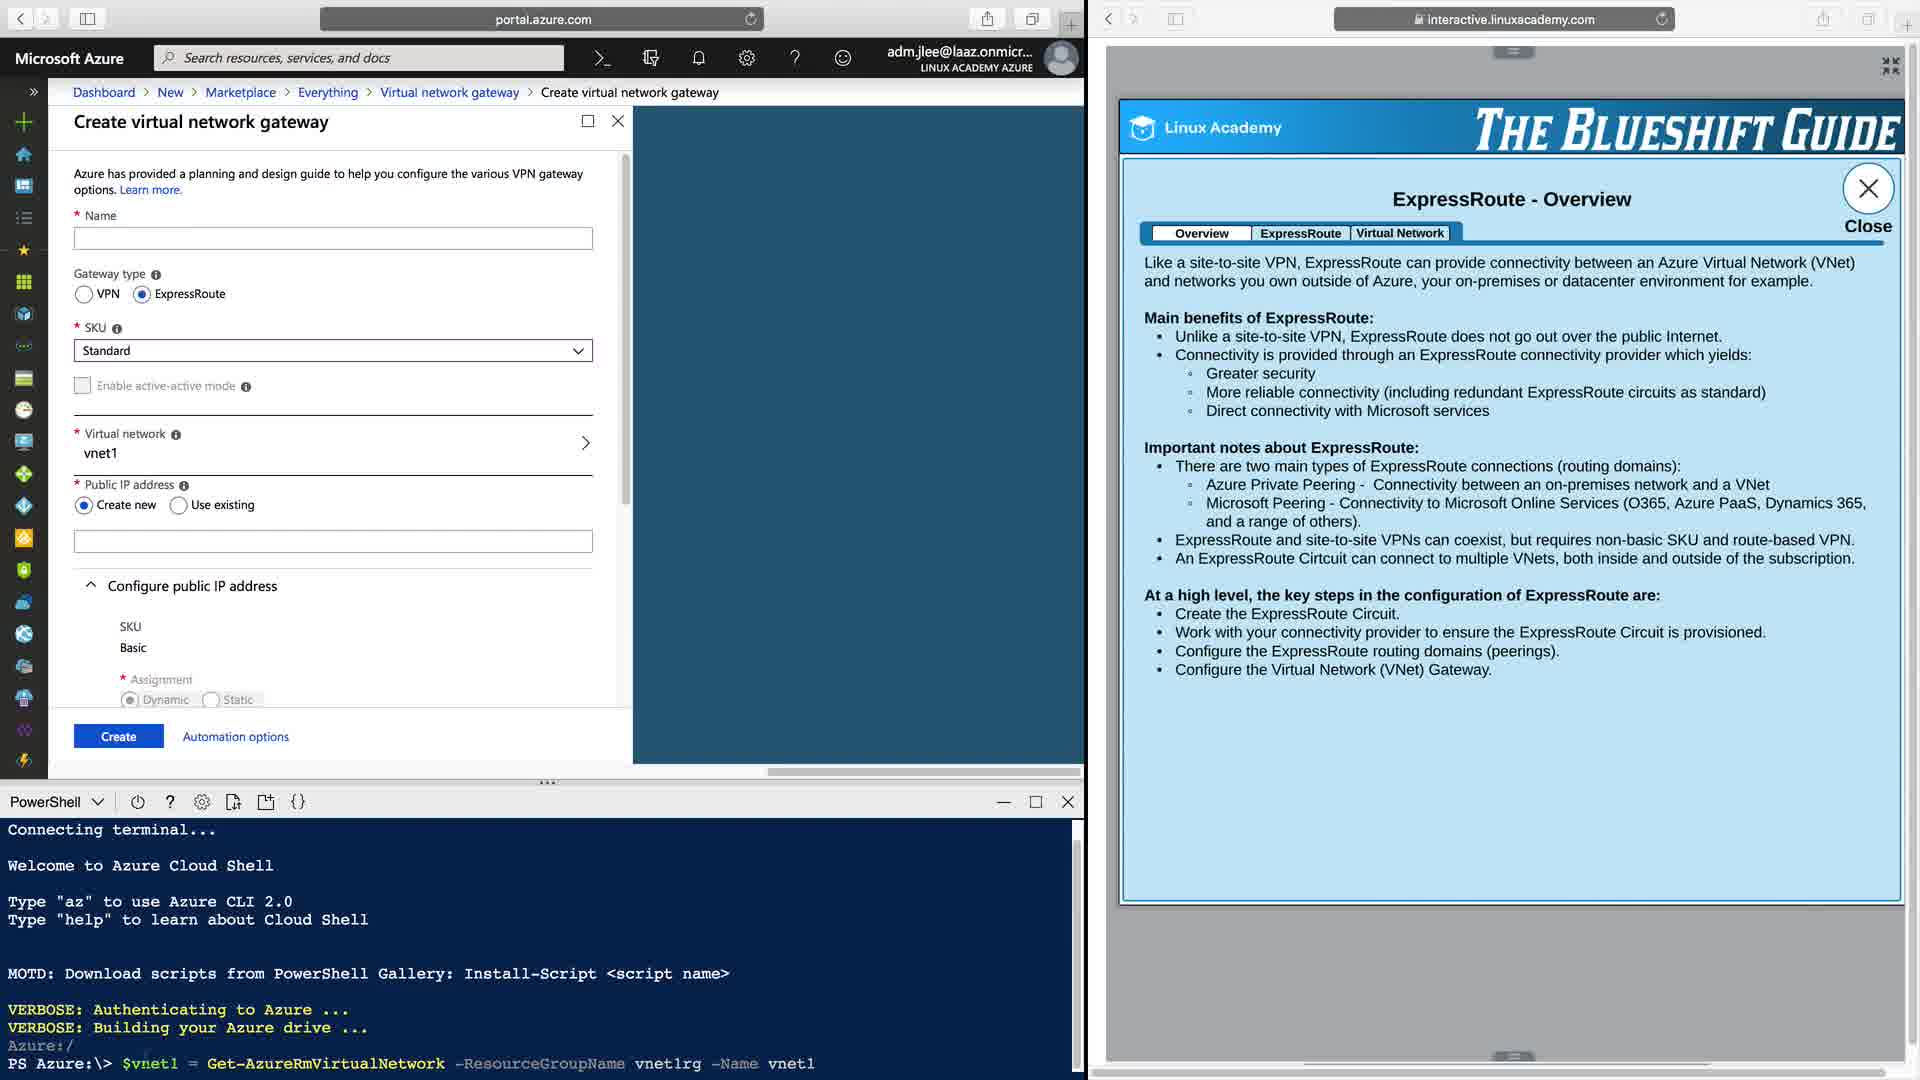 portal.azure.com
Microsoft Azure
Search resources, services, and docs
adm.jlee@laaz.onmicr...
LINUX ACADEMY AZURE
Dashboard > New > Marketplace > Everything > Virtual network gateway > Create virtual network gateway
Create virtual network gateway
Azure has provided a planning and design guide to help you configure the various VPN gateway
options. Learn more.
* Name
Gateway type
VPN ExpressRoute
* SKU
Standard
Enable active-active mode
* Virtual network
vnet1
* Public IP address
Create new Use existing
Configure public IP address
SKU
Basic
* Assignment
Dynamic Static
Create Automation options
PowerShell
Connecting terminal...
Welcome to Azure Cloud Shell
Type "az" to use Azure CLI 2.0
Type "help" to learn about Cloud Shell
MOTD: Download scripts from PowerShell Gallery: Install-Script <script name>
VERBOSE: Authenticating to Azure ...
VERBOSE: Building your Azure drive ...
Azure:/
PS Azure:\> $vnet1 = Get-AzureRmVirtualNetwork -ResourceGroupName vnet1rg -Name vnet1
interactive.linuxacademy.com
Linux Academy
THE BLUESHIFT GUIDE
ExpressRoute - Overview
Close
Overview ExpressRoute Virtual Network
Like a site-to-site VPN, ExpressRoute can provide connectivity between an Azure Virtual Network (VNet)
and networks you own outside of Azure, your on-premises or datacenter environment for example.
Main benefits of ExpressRoute:
• Unlike a site-to-site VPN, ExpressRoute does not go out over the public Internet.
• Connectivity is provided through an ExpressRoute connectivity provider which yields:
◦ Greater security
◦ More reliable connectivity (including redundant ExpressRoute circuits as standard)
◦ Direct connectivity with Microsoft services
Important notes about ExpressRoute:
• There are two main types of ExpressRoute connections (routing domains):
◦ Azure Private Peering - Connectivity between an on-premises network and a VNet
◦ Microsoft Peering - Connectivity to Microsoft Online Services (O365, Azure PaaS, Dynamics 365,
and a range of others).
• ExpressRoute and site-to-site VPNs can coexist, but requires non-basic SKU and route-based VPN.
• An ExpressRoute Cirtcuit can connect to multiple VNets, both inside and outside of the subscription.
At a high level, the key steps in the configuration of ExpressRoute are:
• Create the ExpressRoute Circuit.
• Work with your connectivity provider to ensure the ExpressRoute Circuit is provisioned.
• Configure the ExpressRoute routing domains (peerings).
• Configure the Virtual Network (VNet) Gateway.